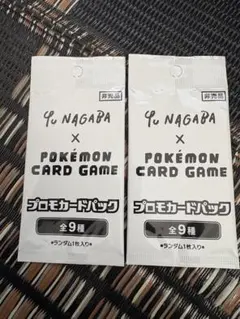 非売品
Yu NAGABA
×
POKÉMON
CARD GAME
プロモカードパック
全9種
*ランダム1枚入り*
非売品
Yu NAGABA
×
POKÉMON
CARD GAME
プロモカードパック
全9種
*ランダム1枚入り*